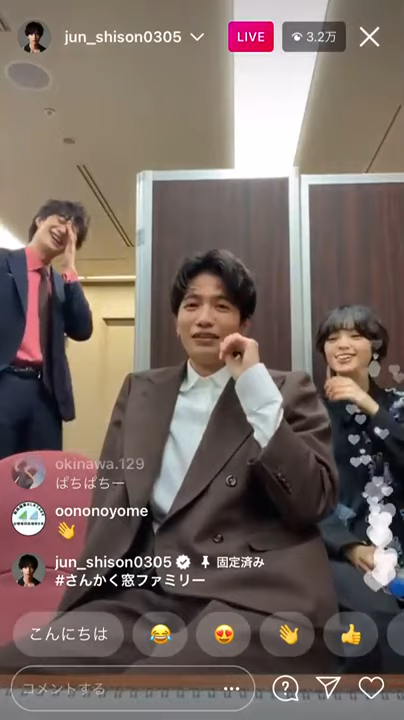 jun_shison0305
LIVE
3.2万
okinawa.129
ぱちぱちー
oononoyome
👋
jun_shison0305 固定済み
#さんかく窓ファミリー
こんにちは 😂 😍 👋 👍
コメントする